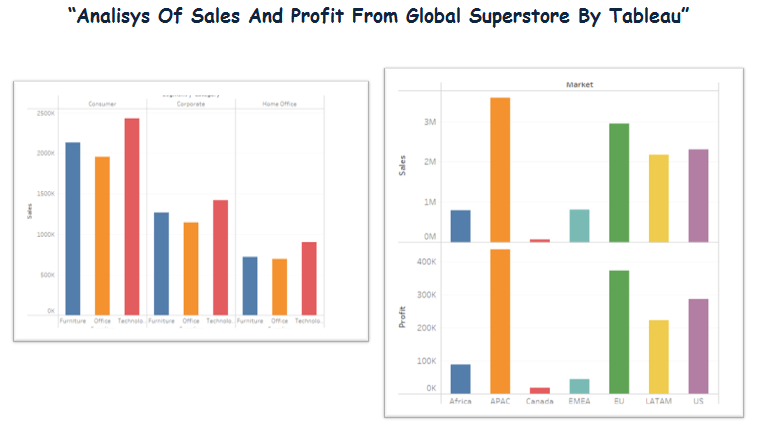 “Analisys Of Sales And Profit From Global Superstore By Tableau”
Consumer Corporate Home Office
2500K
2000K
1500K
1000K
500K
0K
Sales
Furniture Office Technolo.. Furniture Office Technolo.. Furniture Office Technolo..
Market
Sales
3M
2M
1M
0M
Profit
400K
300K
200K
100K
0K
Africa APAC Canada EMEA EU LATAM US